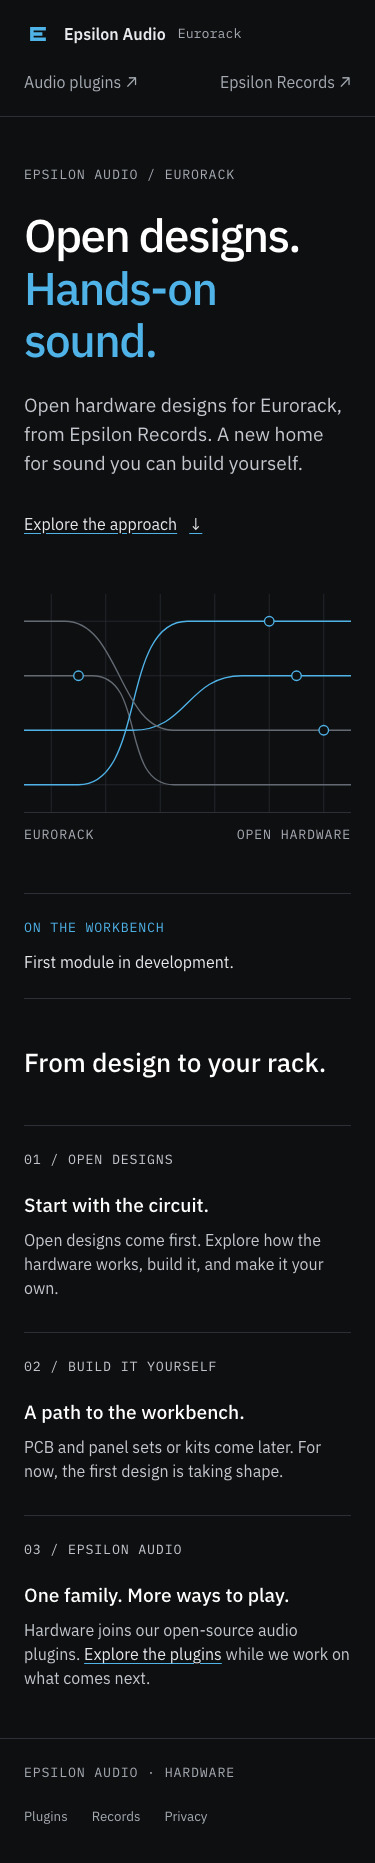 Epsilon Audio Eurorack
Audio plugins ↗ Epsilon Records ↗
EPSILON AUDIO / EURORACK
Open designs.
Hands-on
sound.
Open hardware designs for Eurorack,
from Epsilon Records. A new home
for sound you can build yourself.
Explore the approach ↓
EURORACK OPEN HARDWARE
ON THE WORKBENCH
First module in development.
From design to your rack.
01 / OPEN DESIGNS
Start with the circuit.
Open designs come first. Explore how the
hardware works, build it, and make it your
own.
02 / BUILD IT YOURSELF
A path to the workbench.
PCB and panel sets or kits come later. For
now, the first design is taking shape.
03 / EPSILON AUDIO
One family. More ways to play.
Hardware joins our open-source audio
plugins. Explore the plugins while we work on
what comes next.
EPSILON AUDIO · HARDWARE
Plugins Records Privacy